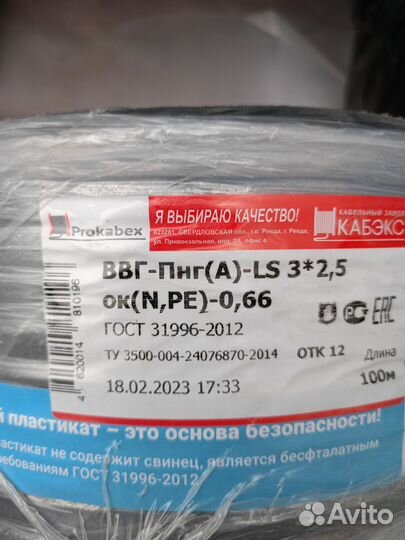 Prokabex
Я ВЫБИРАЮ КАЧЕСТВО!
623281, СВЕРДЛОВСКАЯ обл., г.о. Ревда, г. Ревда,
ул. Привокзальная, влд. 2А, офис 4
КАБЕЛЬНЫЙ ЗАВОД
КАБЭКС
ВВГ-Пнг(А)-LS 3*2,5
ок(N,PE)-0,66
ГОСТ 31996-2012
ТУ 3500-004-24076870-2014
ОТК 12
Длина
100м
18.02.2023 17:33
4 620014 810196
EAC
Й пластикат – это основа безопасности!
ластикат не содержит свинец, является бесфталатным
ребованиям ГОСТ 31996-2012
Avito